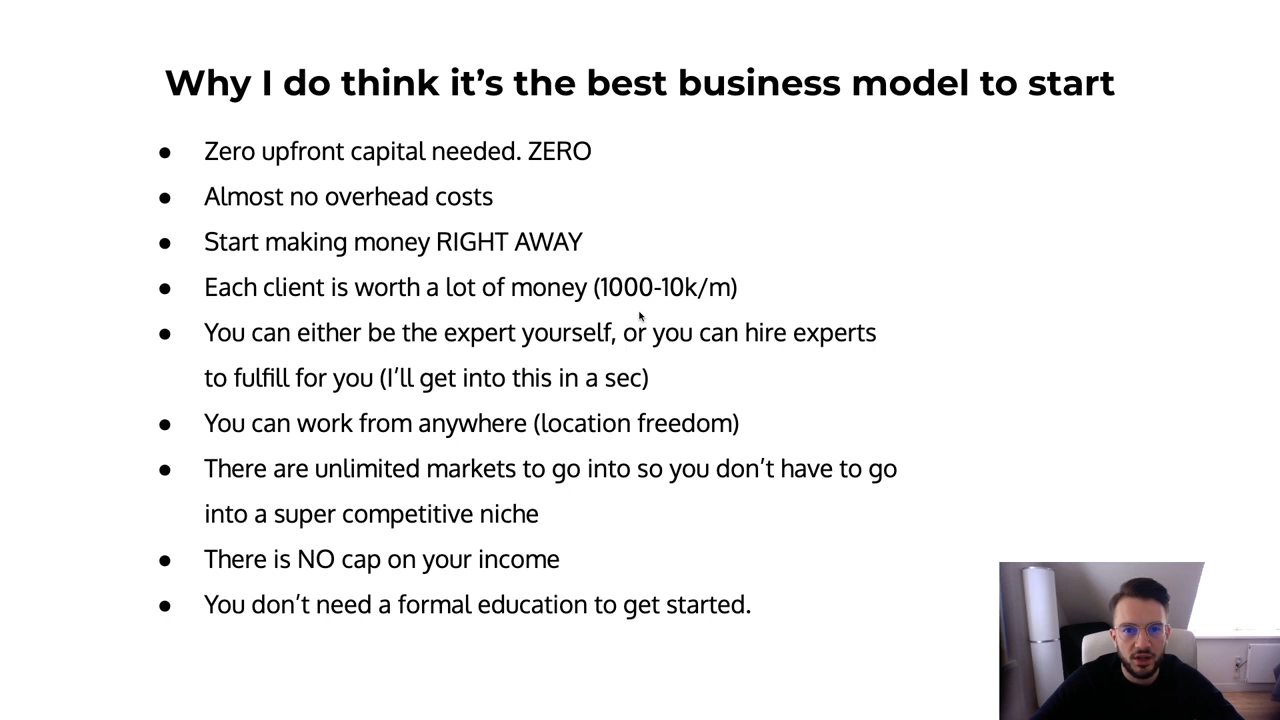 Why I do think it’s the best business model to start
● Zero upfront capital needed. ZERO
● Almost no overhead costs
● Start making money RIGHT AWAY
● Each client is worth a lot of money (1000-10k/m)
● You can either be the expert yourself, or you can hire experts
to fulfill for you (I’ll get into this in a sec)
● You can work from anywhere (location freedom)
● There are unlimited markets to go into so you don’t have to go
into a super competitive niche
● There is NO cap on your income
● You don’t need a formal education to get started.